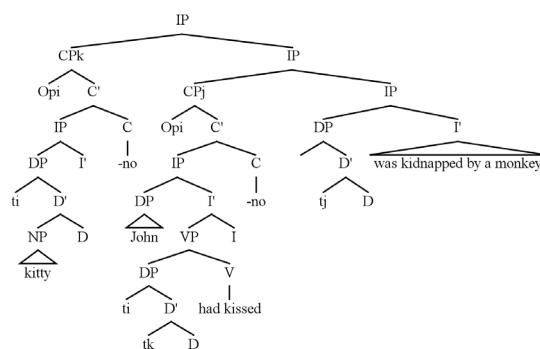 IP
CPk IP
Opi C' CPj IP
IP C Opi C' DP I'
DP I' -no IP C D' was kidnapped by a monkey
ti D' DP I' -no tj D
NP D John VP I
kitty DP V
ti D' had kissed
tk D